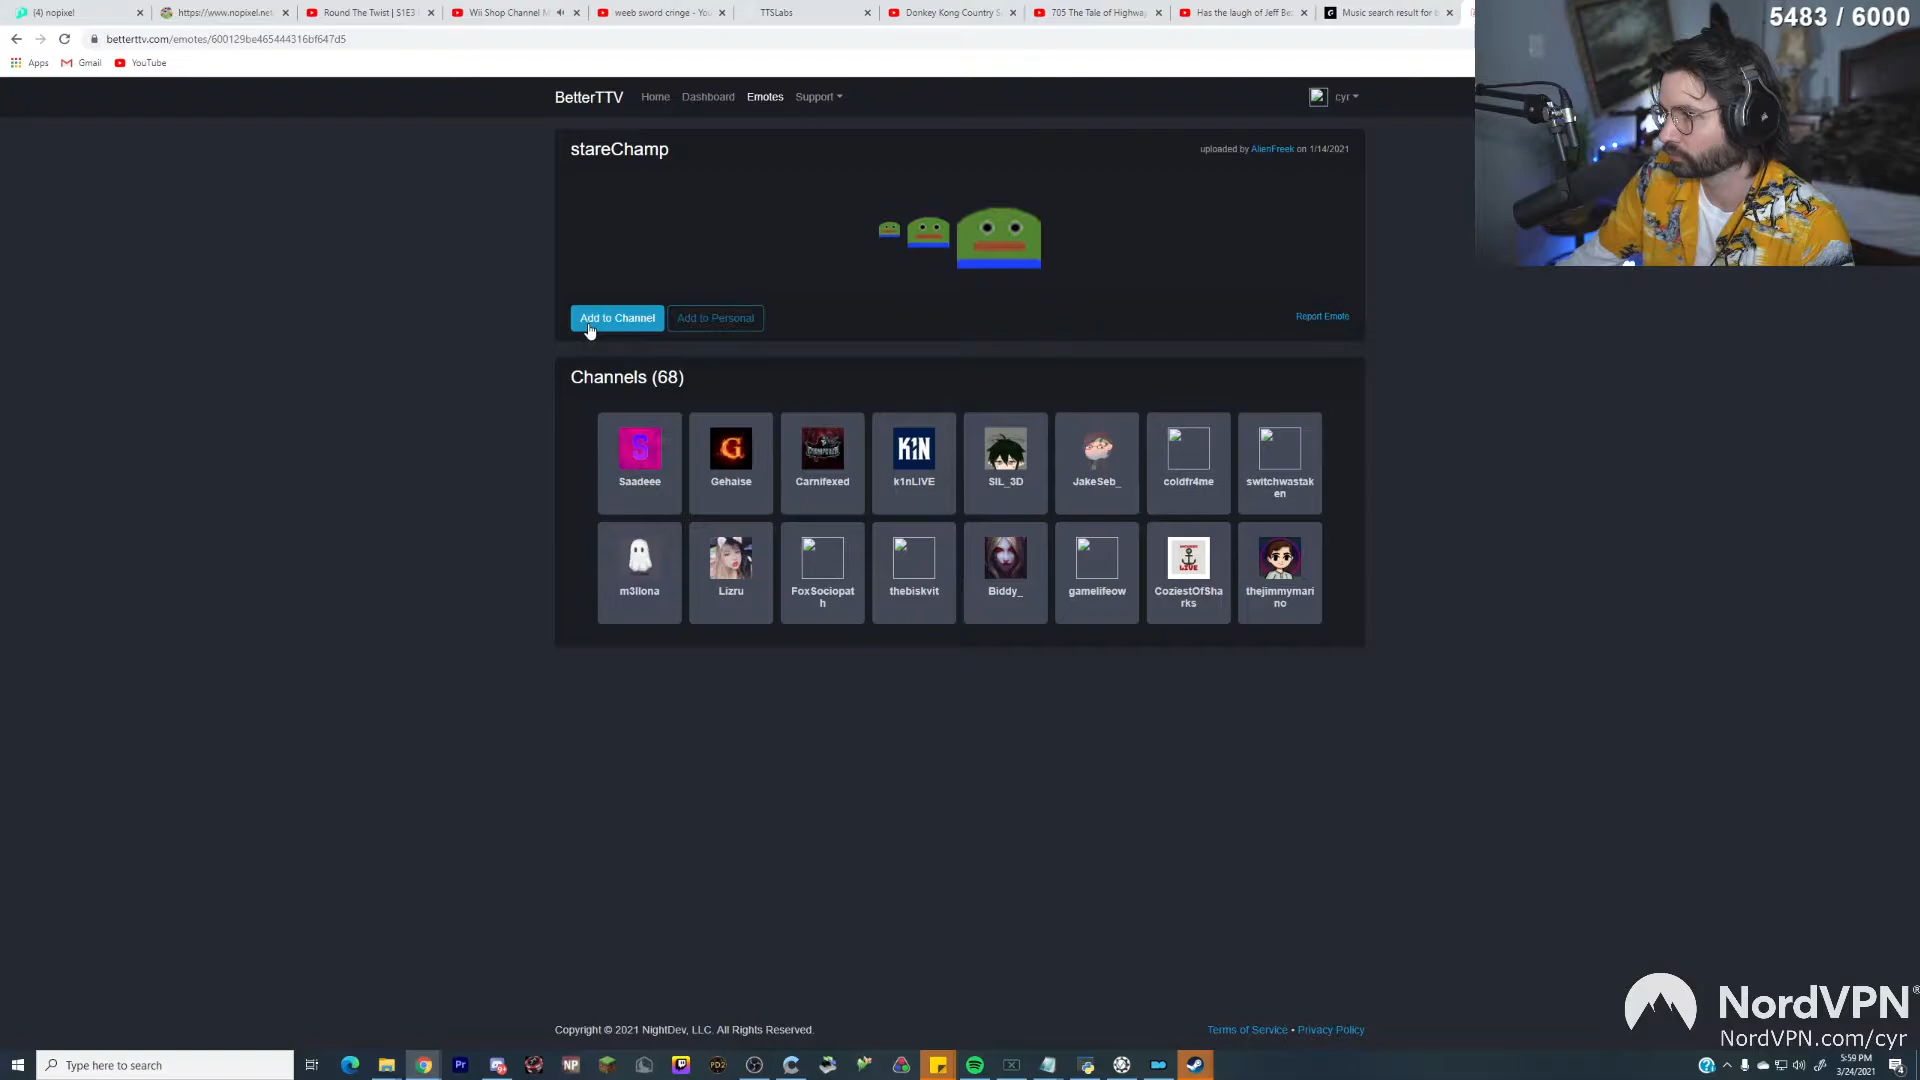 (4) nopixel
https://www.nopixel.net
Round The Twist | S1E3
Wii Shop Channel M
weeb sword cringe - You
TTSLabs
Donkey Kong Country S
705 The Tale of Highway
Has the laugh of Jeff Be
Music search result for b
5483 / 6000
betterttv.com/emotes/600129be465444316bf647d5
Apps
Gmail
YouTube
BetterTTV
Home
Dashboard
Emotes
Support
cyr
stareChamp
uploaded by AlienFreek on 1/14/2021
Add to Channel
Add to Personal
Report Emote
Channels (68)
S
G
K1N
Saadeee
Gehaise
Carnifexed
k1nLIVE
SIL_3D
JakeSeb_
coldfr4me
switchwastak
en
LIVE
m3llona
Lizru
FoxSociopat
h
thebiskvit
Biddy_
gamelifeow
CoziestOfSha
rks
thejimmymari
no
NordVPN®
NordVPN.com/cyr
Copyright © 2021 NightDev, LLC. All Rights Reserved.
Terms of Service • Privacy Policy
Type here to search
Pr
NP
PD2
5:59 PM
3/24/2021
4